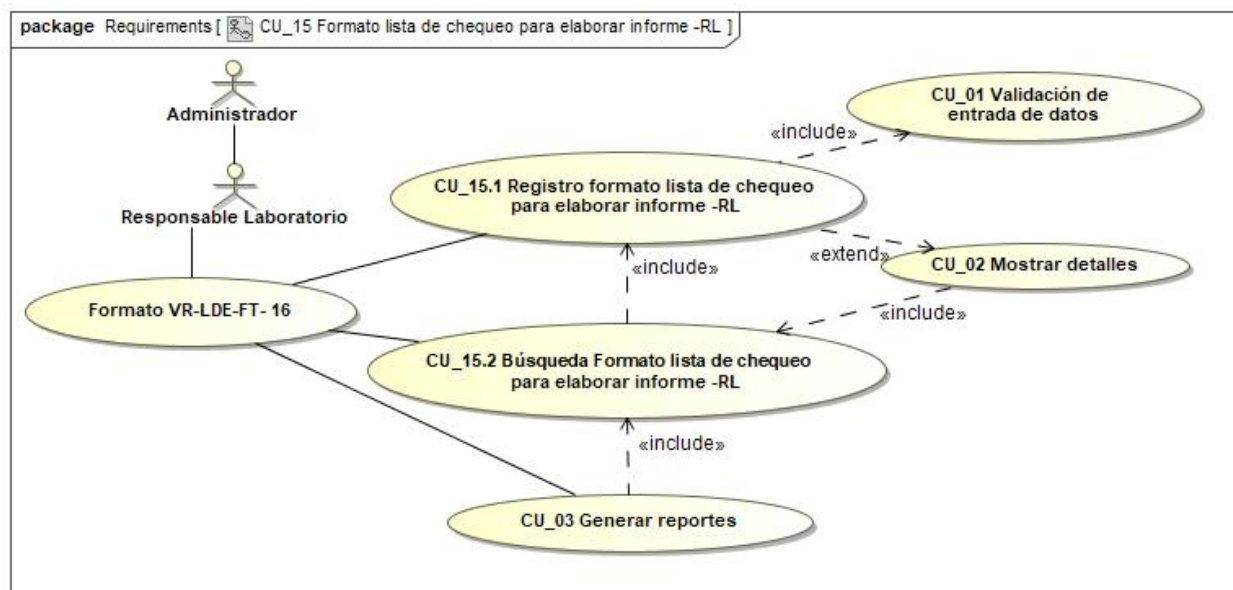 package Requirements [ CU_15 Formato lista de chequeo para elaborar informe -RL ]
Administrador
Responsable Laboratorio
Formato VR-LDE-FT- 16
CU_15.1 Registro formato lista de chequeo
para elaborar informe -RL
«include»
CU_01 Validación de
entrada de datos
«extend»
CU_02 Mostrar detalles
«include»
«include»
CU_15.2 Búsqueda Formato lista de chequeo
para elaborar informe -RL
«include»
CU_03 Generar reportes